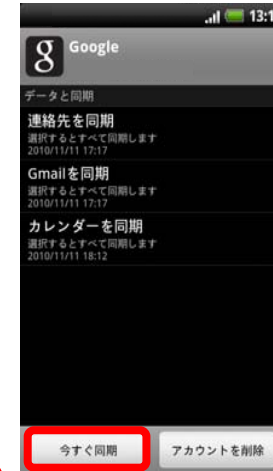 13:1
Google
データと同期
連絡先を同期
選択するとすべて同期します
2010/11/11 17:17
Gmailを同期
選択するとすべて同期します
2010/11/11 17:17
カレンダーを同期
選択するとすべて同期します
2010/11/11 18:12
今すぐ同期 アカウントを削除